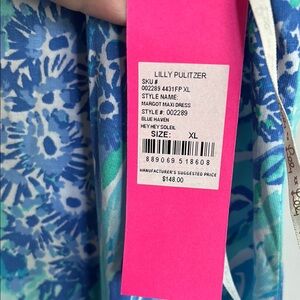 LILLY PULITZER
SKU #
002289 4431FP XL
STYLE NAME:
MARGOT MAXI DRESS
STYLE #: 002289
BLUE HAVEN
HEY HEY SOLEIL
SIZE: XL
889069 518608
MANUFACTURER'S SUGGESTED PRICE
$148.00